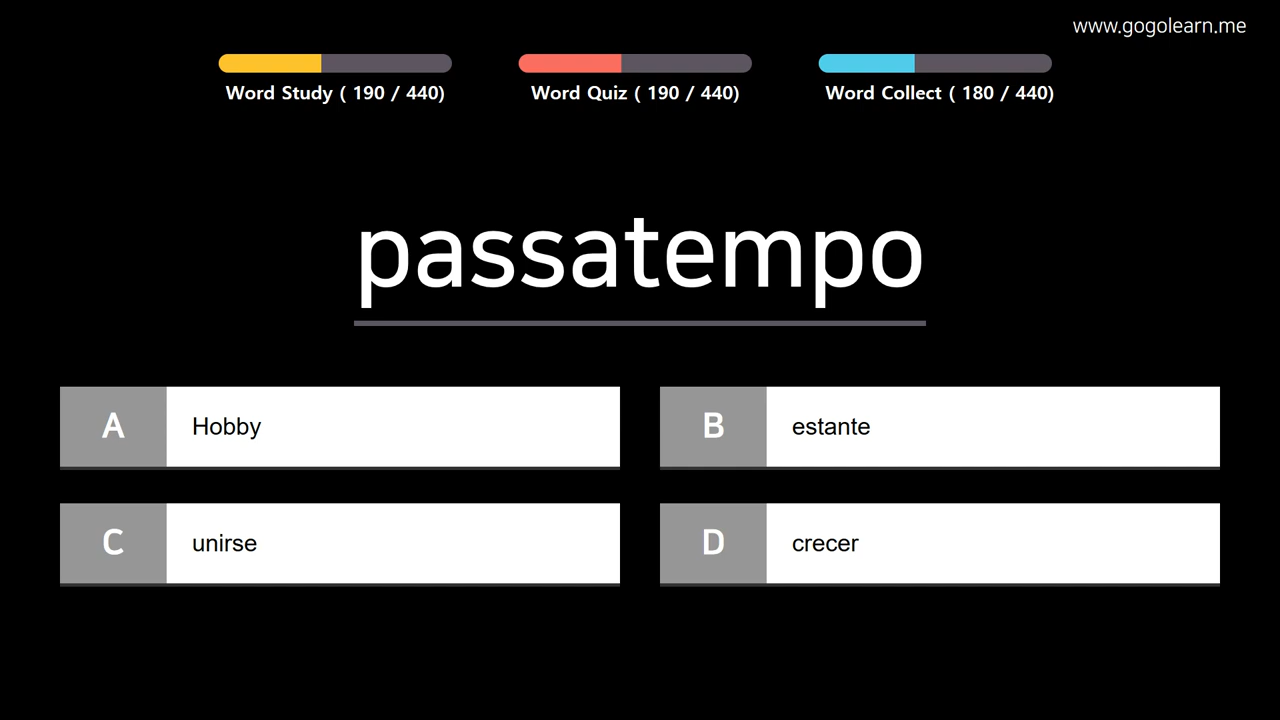 www.gogolearn.me
Word Study ( 190 / 440)
Word Quiz ( 190 / 440)
Word Collect ( 180 / 440)
passatempo
A Hobby
B estante
C unirse
D crecer